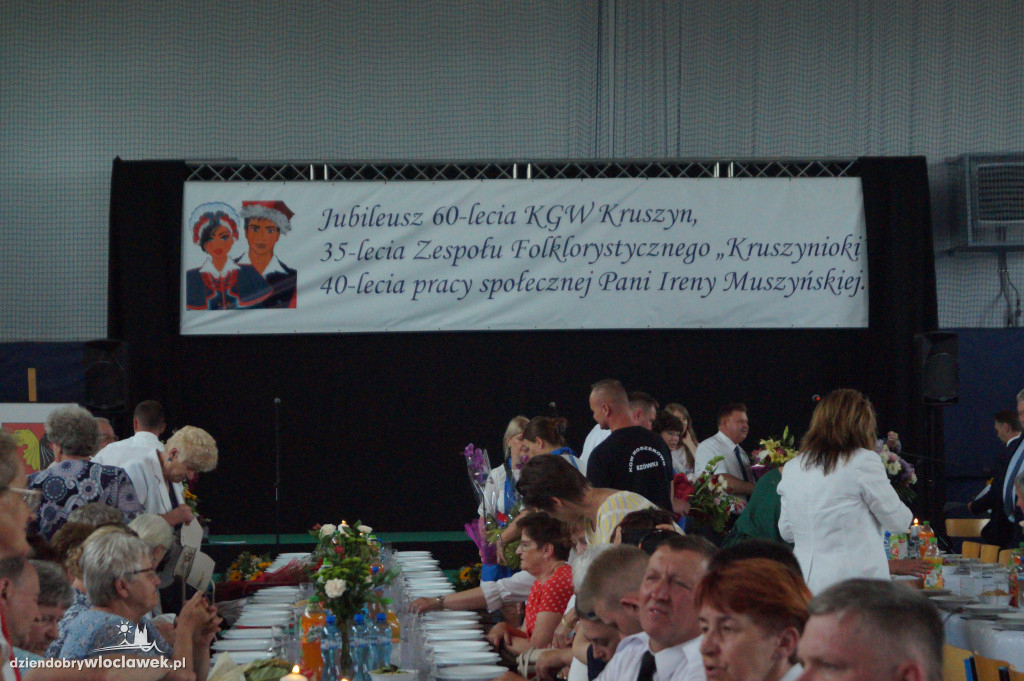 Jubileusz 60-lecia KGW Kruszyn,
35-lecia Zespołu Folklorystycznego „Kruszynioki
40-lecia pracy społecznej Pani Ireny Muszyńskiej.
KGW
dziendobrywloclawek.pl